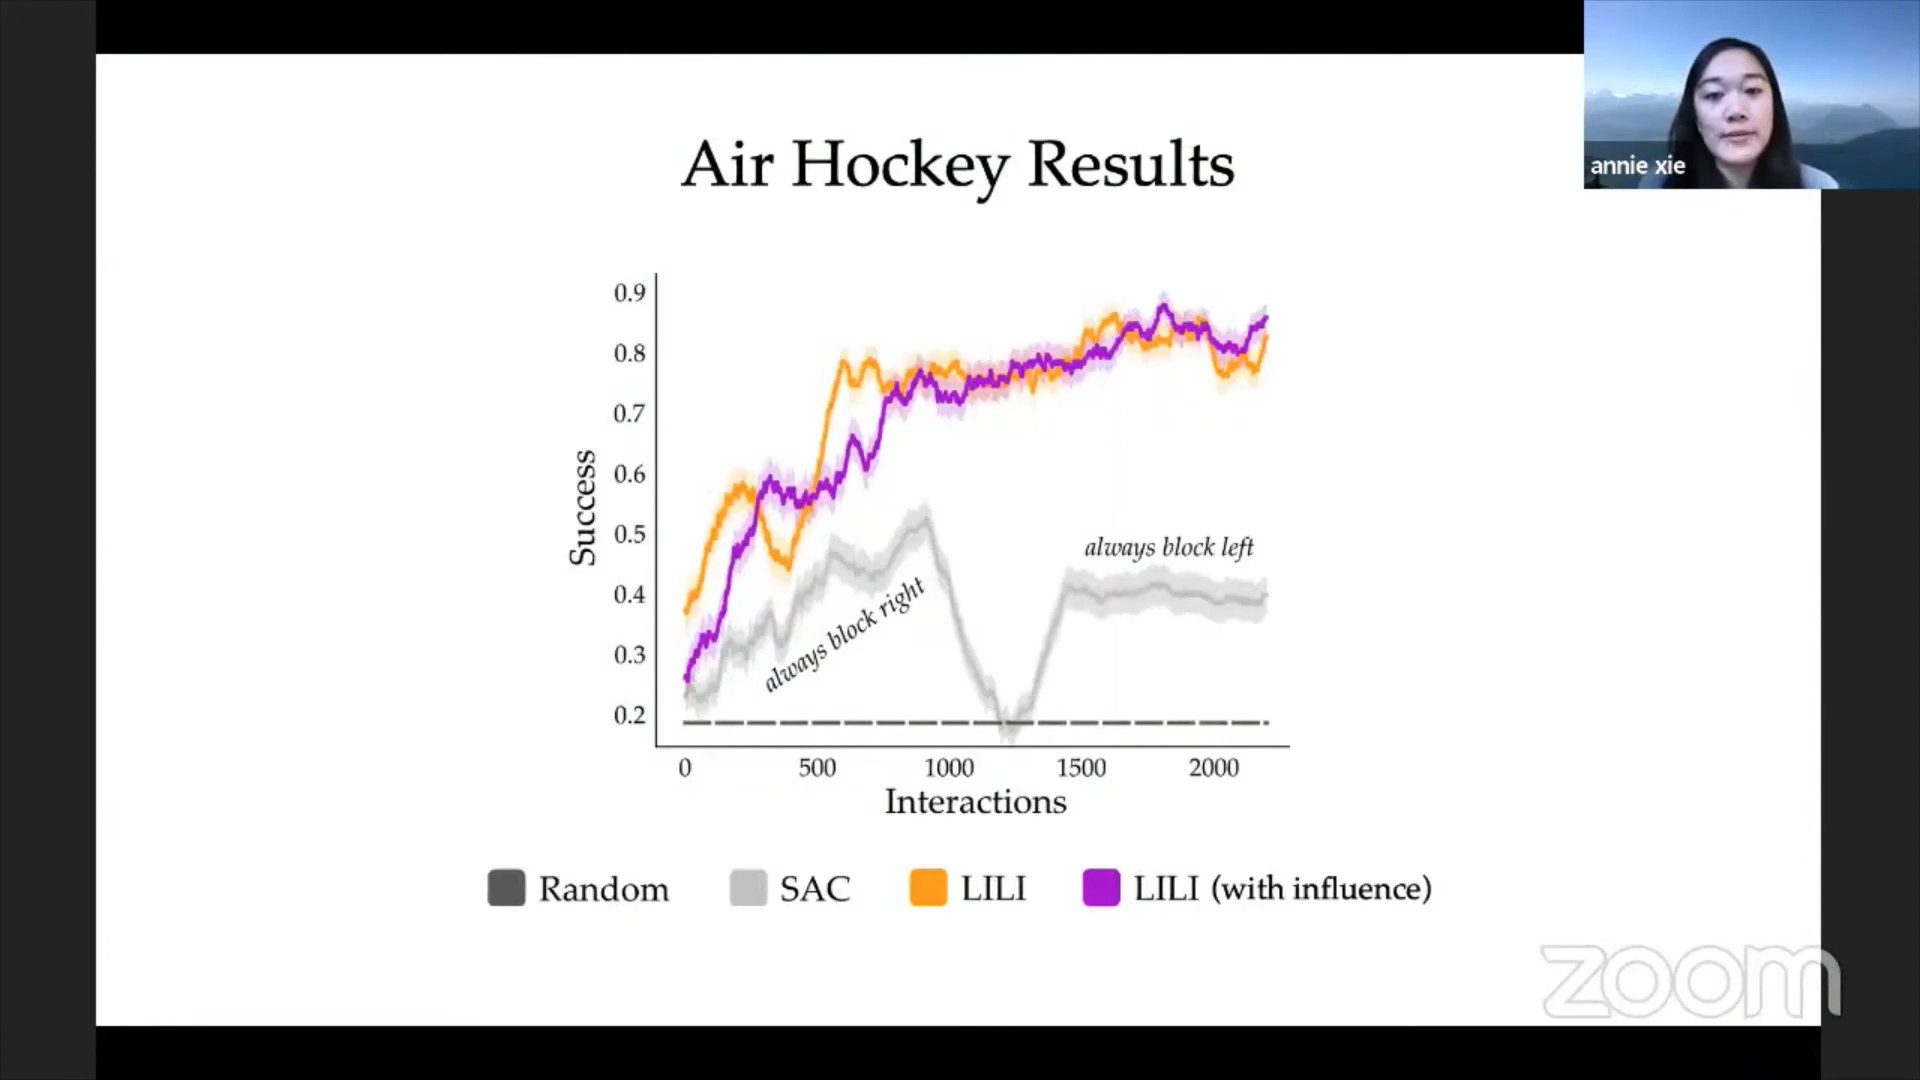 annie xie
Air Hockey Results
0.9
0.8
0.7
0.6
0.5
0.4
0.3
0.2
Success
always block right
always block left
0 500 1000 1500 2000
Interactions
Random SAC LILI LILI (with influence)
zoom